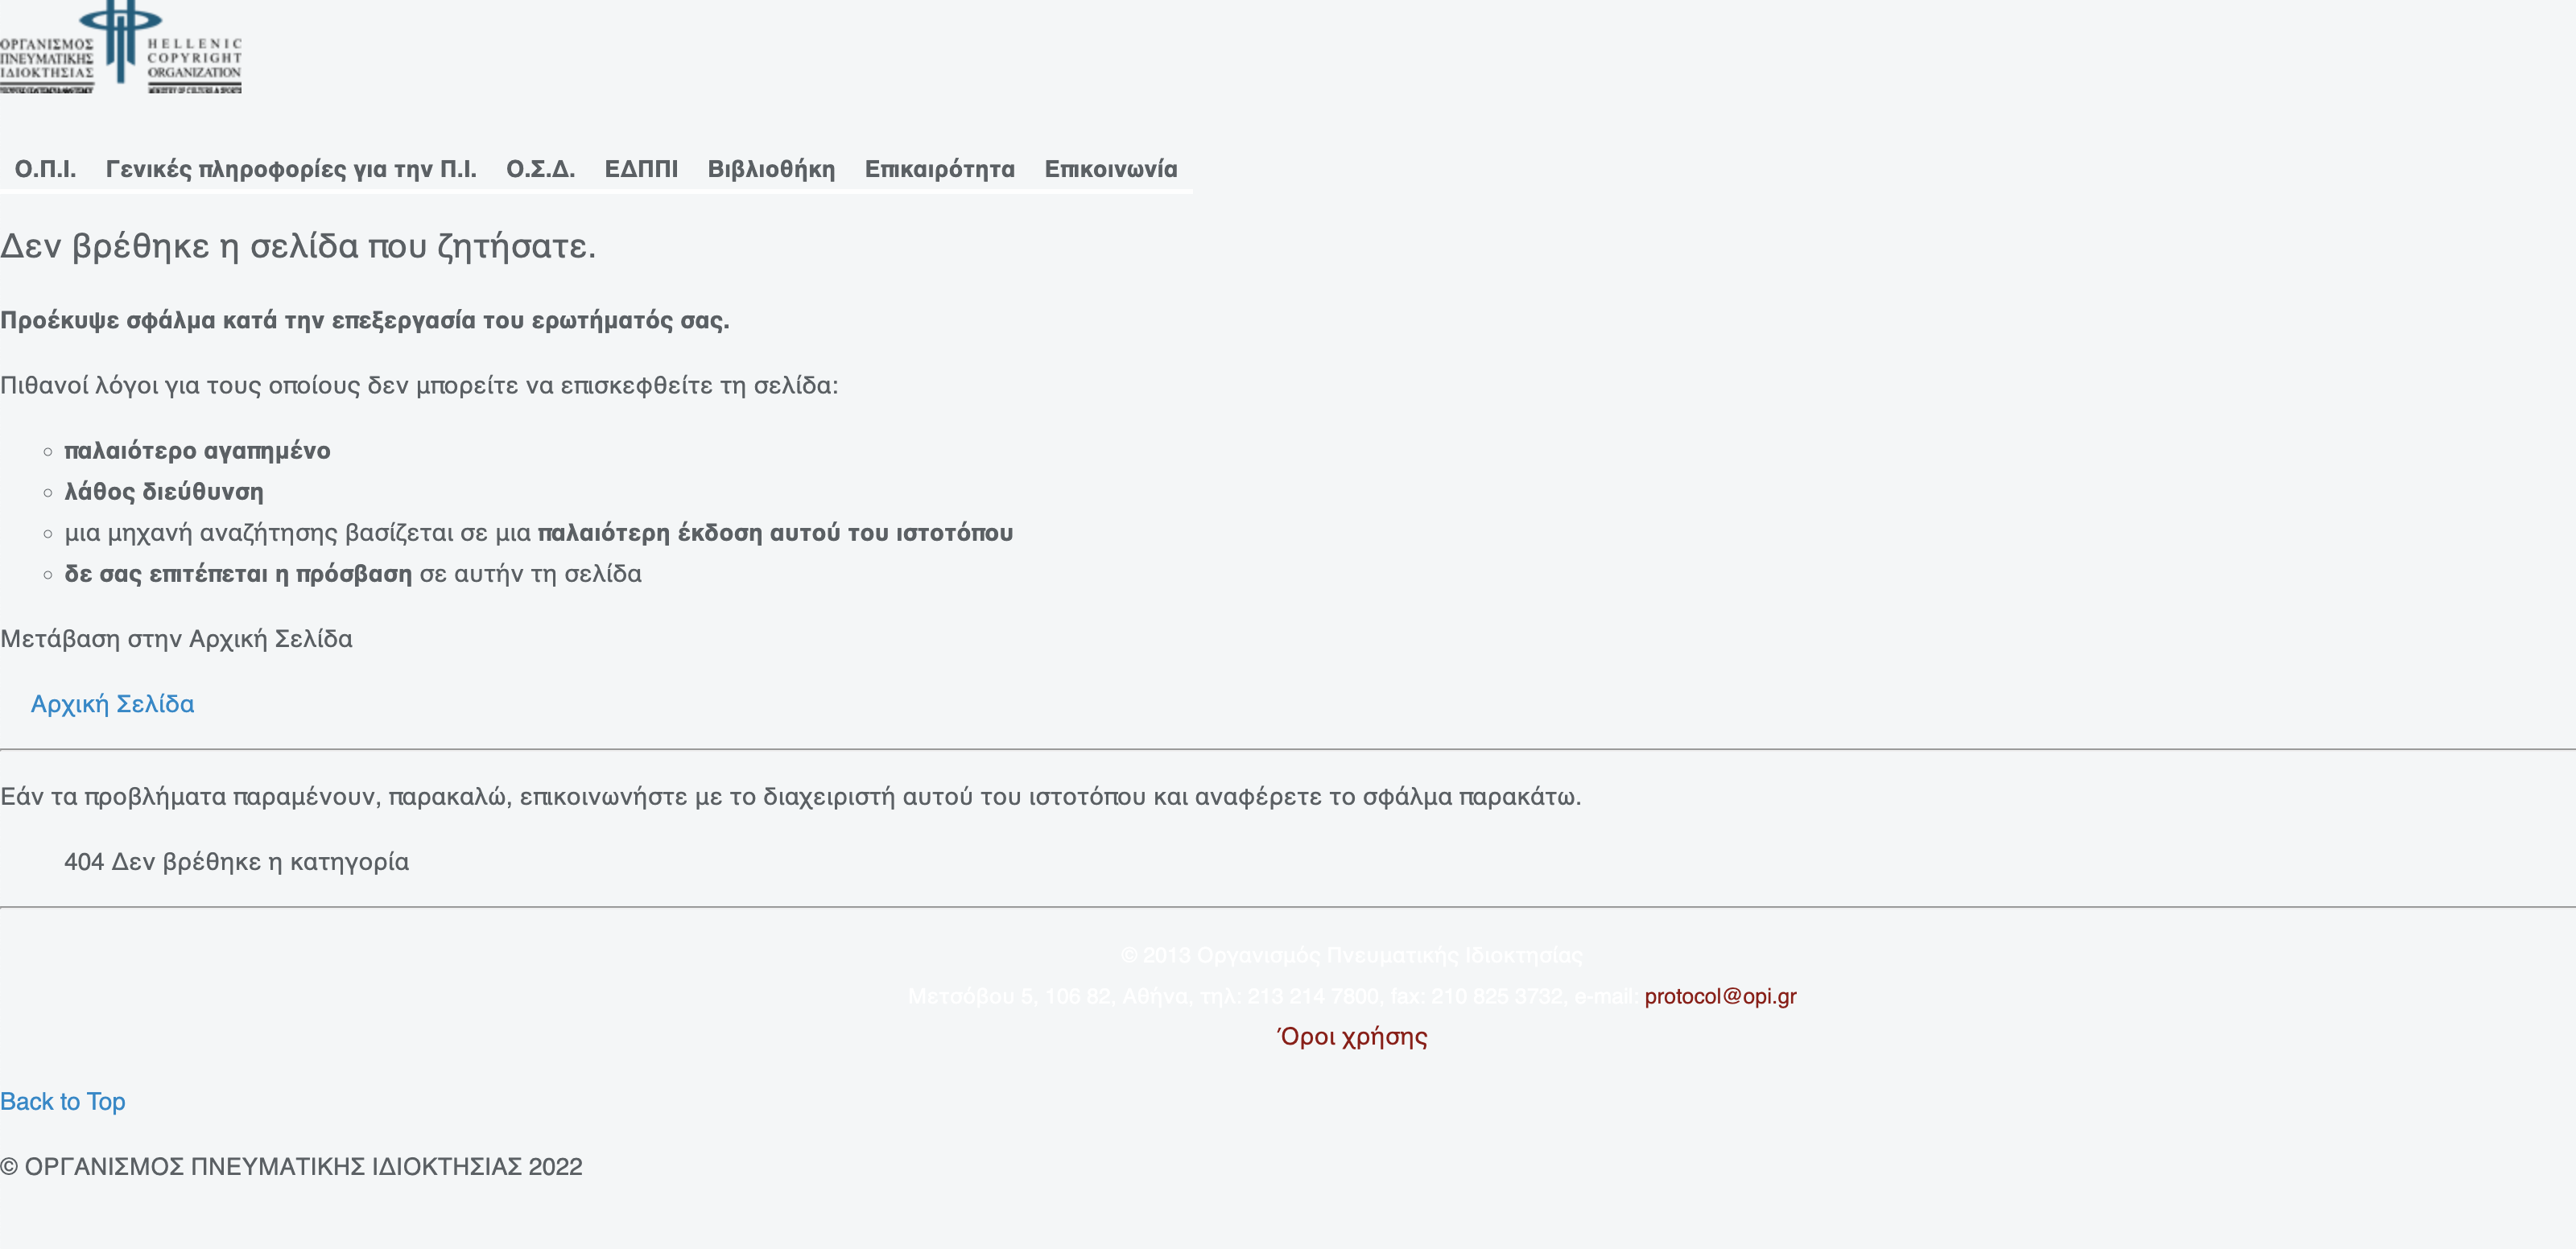 ΟΡΓΑΝΙΣΜΟΣ
ΠΝΕΥΜΑΤΙΚΗΣ
ΙΔΙΟΚΤΗΣΙΑΣ
HELLENIC
COPYRIGHT
ORGANIZATION
MINISTRY OF CULTURE & SPORTS
Ο.Π.Ι. Γενικές πληροφορίες για την Π.Ι. Ο.Σ.Δ. ΕΔΠΠΙ Βιβλιοθήκη Επικαιρότητα Επικοινωνία
Δεν βρέθηκε η σελίδα που ζητήσατε.
Προέκυψε σφάλμα κατά την επεξεργασία του ερωτήματός σας.
Πιθανοί λόγοι για τους οποίους δεν μπορείτε να επισκεφθείτε τη σελίδα:
παλαιότερο αγαπημένο
λάθος διεύθυνση
μια μηχανή αναζήτησης βασίζεται σε μια παλαιότερη έκδοση αυτού του ιστοτόπου
δε σας επιτέπεται η πρόσβαση σε αυτήν τη σελίδα
Μετάβαση στην Αρχική Σελίδα
Αρχική Σελίδα
Εάν τα προβλήματα παραμένουν, παρακαλώ, επικοινωνήστε με το διαχειριστή αυτού του ιστοτόπου και αναφέρετε το σφάλμα παρακάτω.
404 Δεν βρέθηκε η κατηγορία
© 2013 Οργανισμός Πνευματικής Ιδιοκτησίας
Μετσόβου 5, 106 82, Αθήνα, τηλ: 213 214 7800, fax: 210 825 3732, e-mail: protocol@opi.gr
Όροι χρήσης
Back to Top
© ΟΡΓΑΝΙΣΜΟΣ ΠΝΕΥΜΑΤΙΚΗΣ ΙΔΙΟΚΤΗΣΙΑΣ 2022